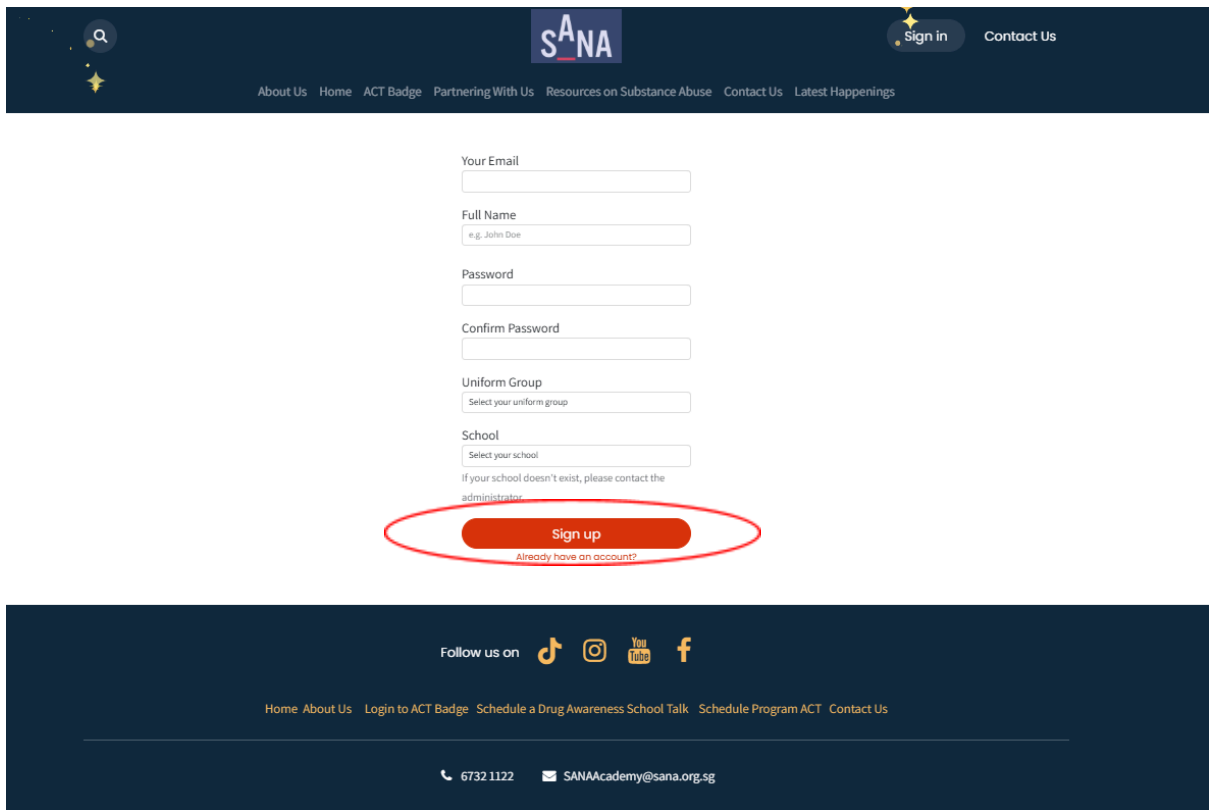 SANA
Sign in
Contact Us
About Us Home ACT Badge Partnering With Us Resources on Substance Abuse Contact Us Latest Happenings
Your Email
Full Name
e.g. John Doe
Password
Confirm Password
Uniform Group
Select your uniform group
School
Select your school
If your school doesn't exist, please contact the
administrator.
Sign up
Already have an account?
Follow us on You Tube
Home About Us Login to ACT Badge Schedule a Drug Awareness School Talk Schedule Program ACT Contact Us
6732 1122 SANAAcademy@sana.org.sg